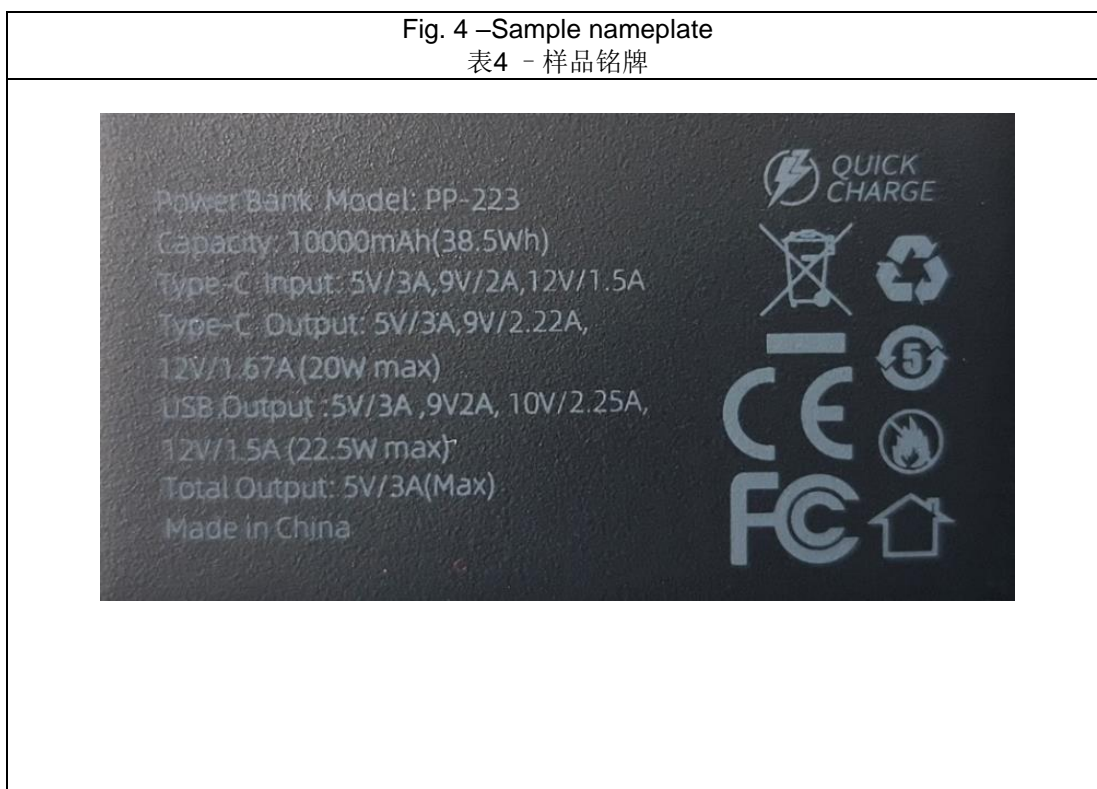 Fig. 4 –Sample nameplate
表4 – 样品铭牌
Power Bank Model: PP-223
Capacity: 10000mAh(38.5Wh)
Type-C Input: 5V/3A,9V/2A,12V/1.5A
Type-C Output: 5V/3A,9V/2.22A,
12V/1.67A(20W max)
USB Output :5V/3A ,9V2A, 10V/2.25A,
12V/1.5A (22.5W max)
Total Output: 5V/3A(Max)
Made in China
QUICK
CHARGE
5
CE
FC